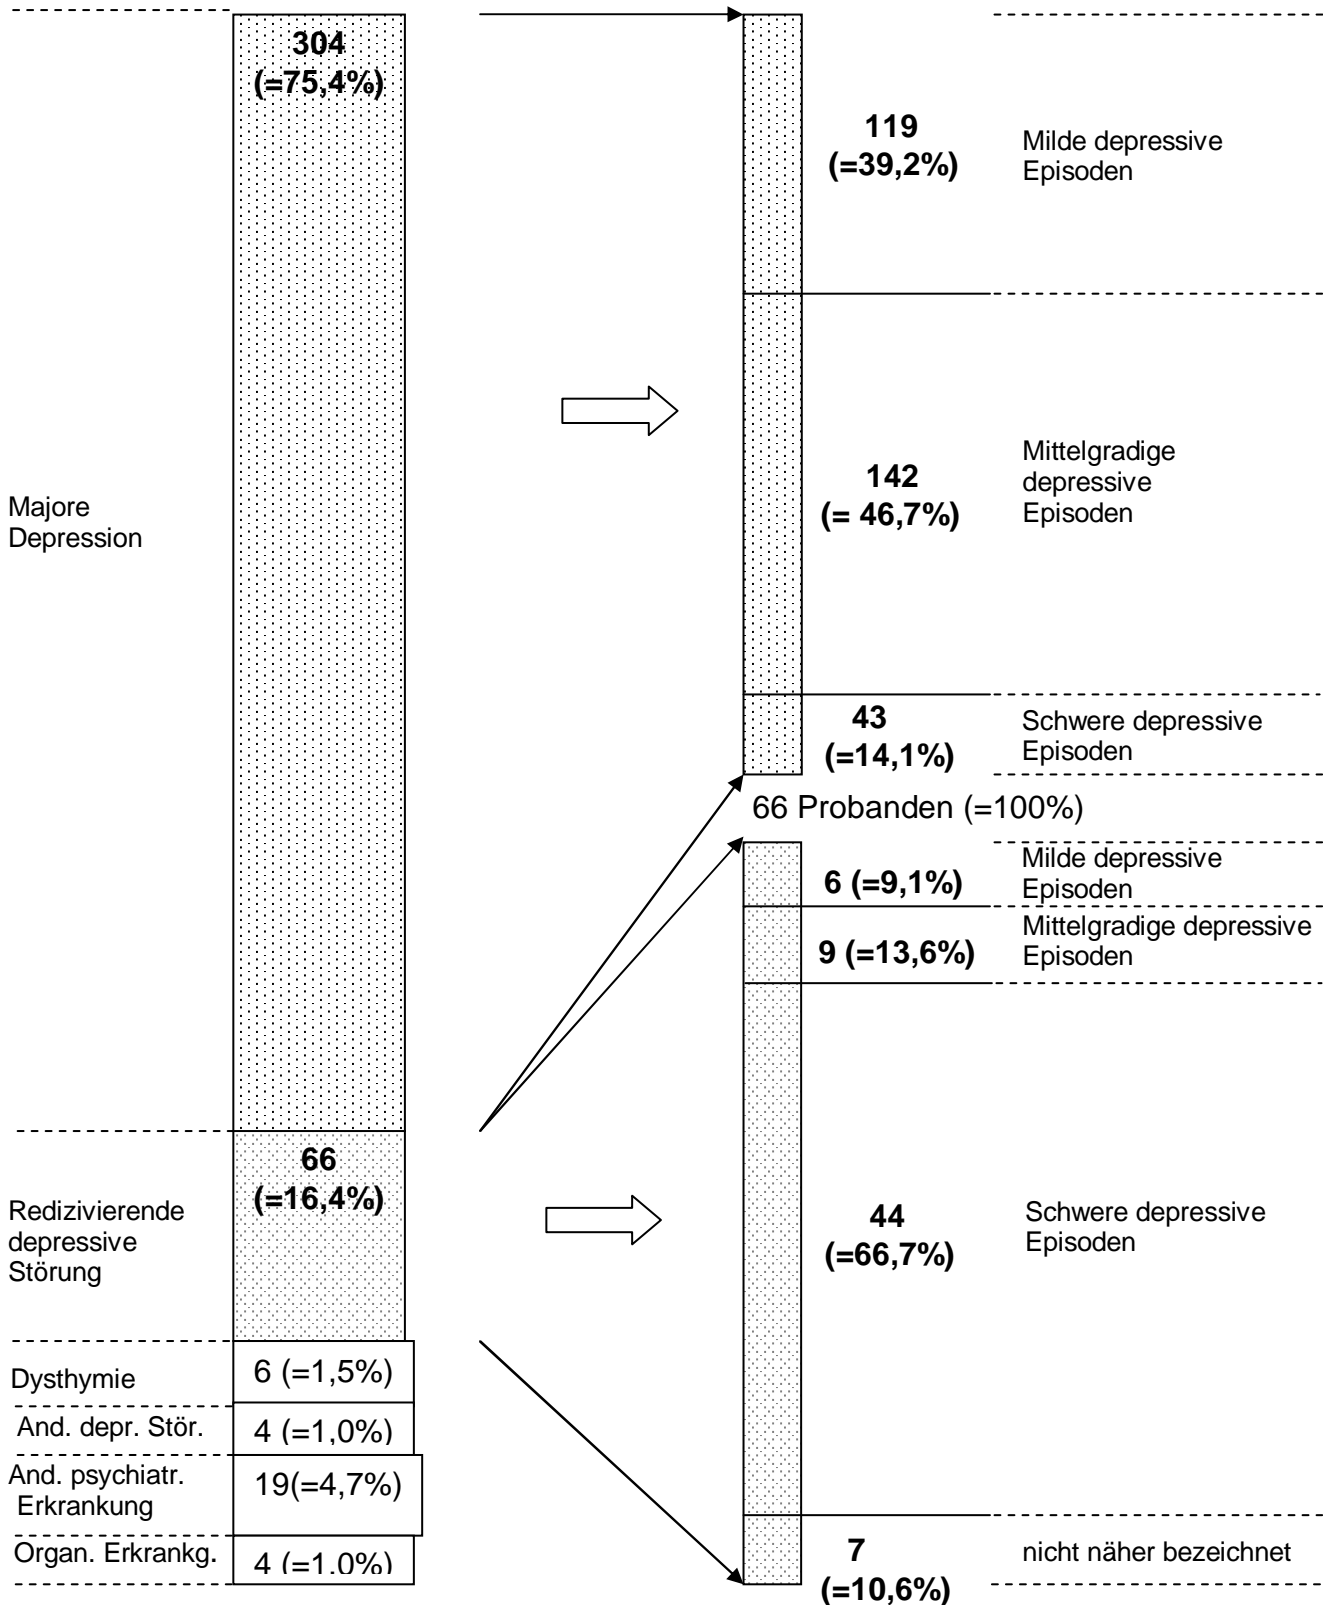 304
(=75,4%)
Majore
Depression
66
(=16,4%)
Redizivierende
depressive
Störung
Dysthymie
6 (=1,5%)
And. depr. Stör.
4 (=1,0%)
And. psychiatr.
Erkrankung
19(=4,7%)
Organ. Erkrankg.
4 (=1.0%)
119
(=39,2%)
Milde depressive
Episoden
142
(= 46,7%)
Mittelgradige
depressive
Episoden
43
(=14,1%)
Schwere depressive
Episoden
66 Probanden (=100%)
6 (=9,1%)
Milde depressive
Episoden
9 (=13,6%)
Mittelgradige depressive
Episoden
44
(=66,7%)
Schwere depressive
Episoden
7
(=10,6%)
nicht näher bezeichnet